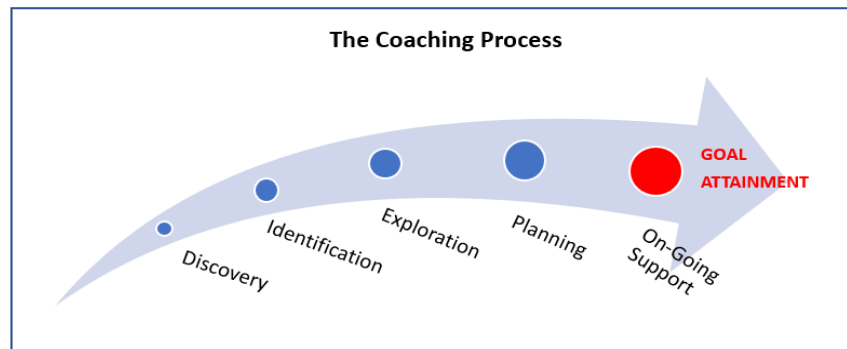 The Coaching Process
Discovery
Identification
Exploration
Planning
On-Going
Support
GOAL
ATTAINMENT